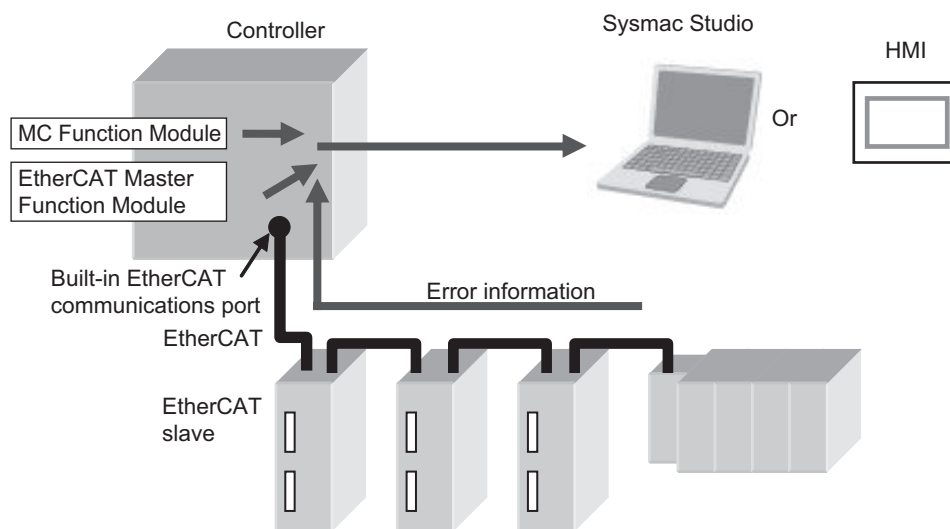 Controller
Sysmac Studio
HMI
MC Function Module
Or
EtherCAT Master
Function Module
Built-in EtherCAT
communications port
Error information
EtherCAT
EtherCAT
slave